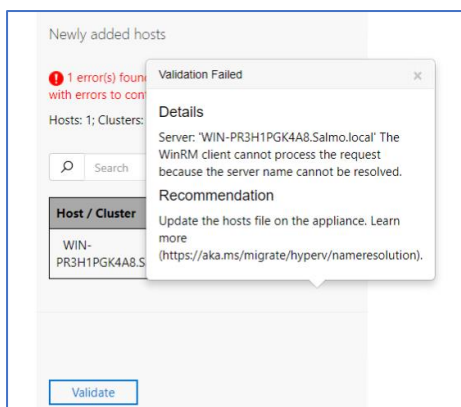 Newly added hosts
1 error(s) foun
with errors to con
Hosts: 1; Clusters:
Search
Host / Cluster
WIN-
PR3H1PGK4A8.S
Validation Failed
Details
Server: 'WIN-PR3H1PGK4A8.Salmo.local' The
WinRM client cannot process the request
because the server name cannot be resolved.
Recommendation
Update the hosts file on the appliance. Learn
more
(https://aka.ms/migrate/hyperv/nameresolution).
Validate